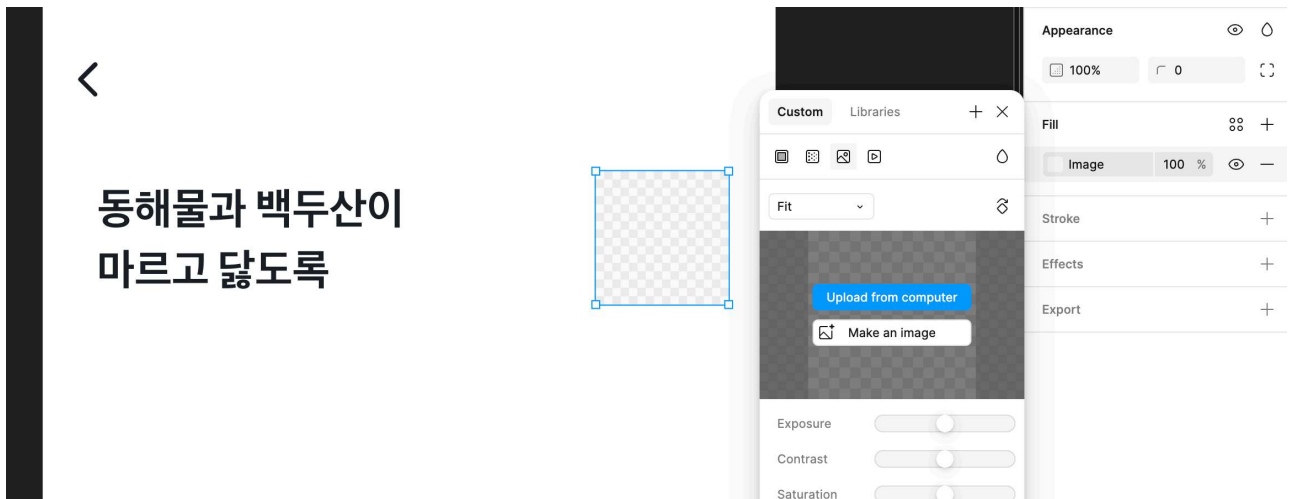 동해물과 백두산이
마르고 닳도록
Custom
Libraries
Fit
Upload from computer
Make an image
Exposure
Contrast
Saturation
Appearance
100%
0
Fill
Image
100
%
Stroke
Effects
Export